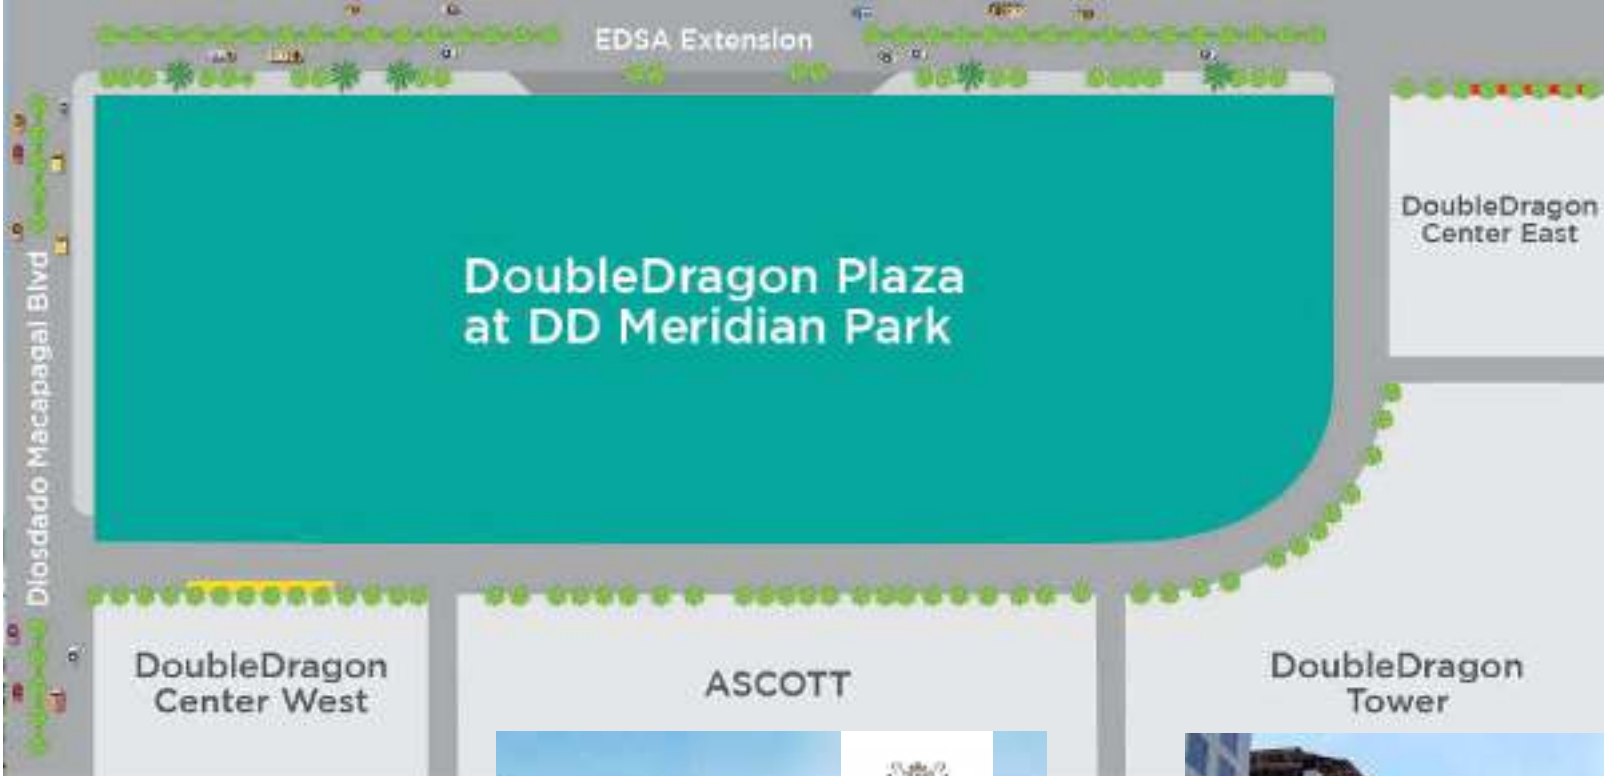 EDSA Extension
DoubleDragon
Center East
DoubleDragon Plaza
at DD Meridian Park
Diosdado Macapagal Blvd
DoubleDragon
Center West
ASCOTT
DoubleDragon
Tower